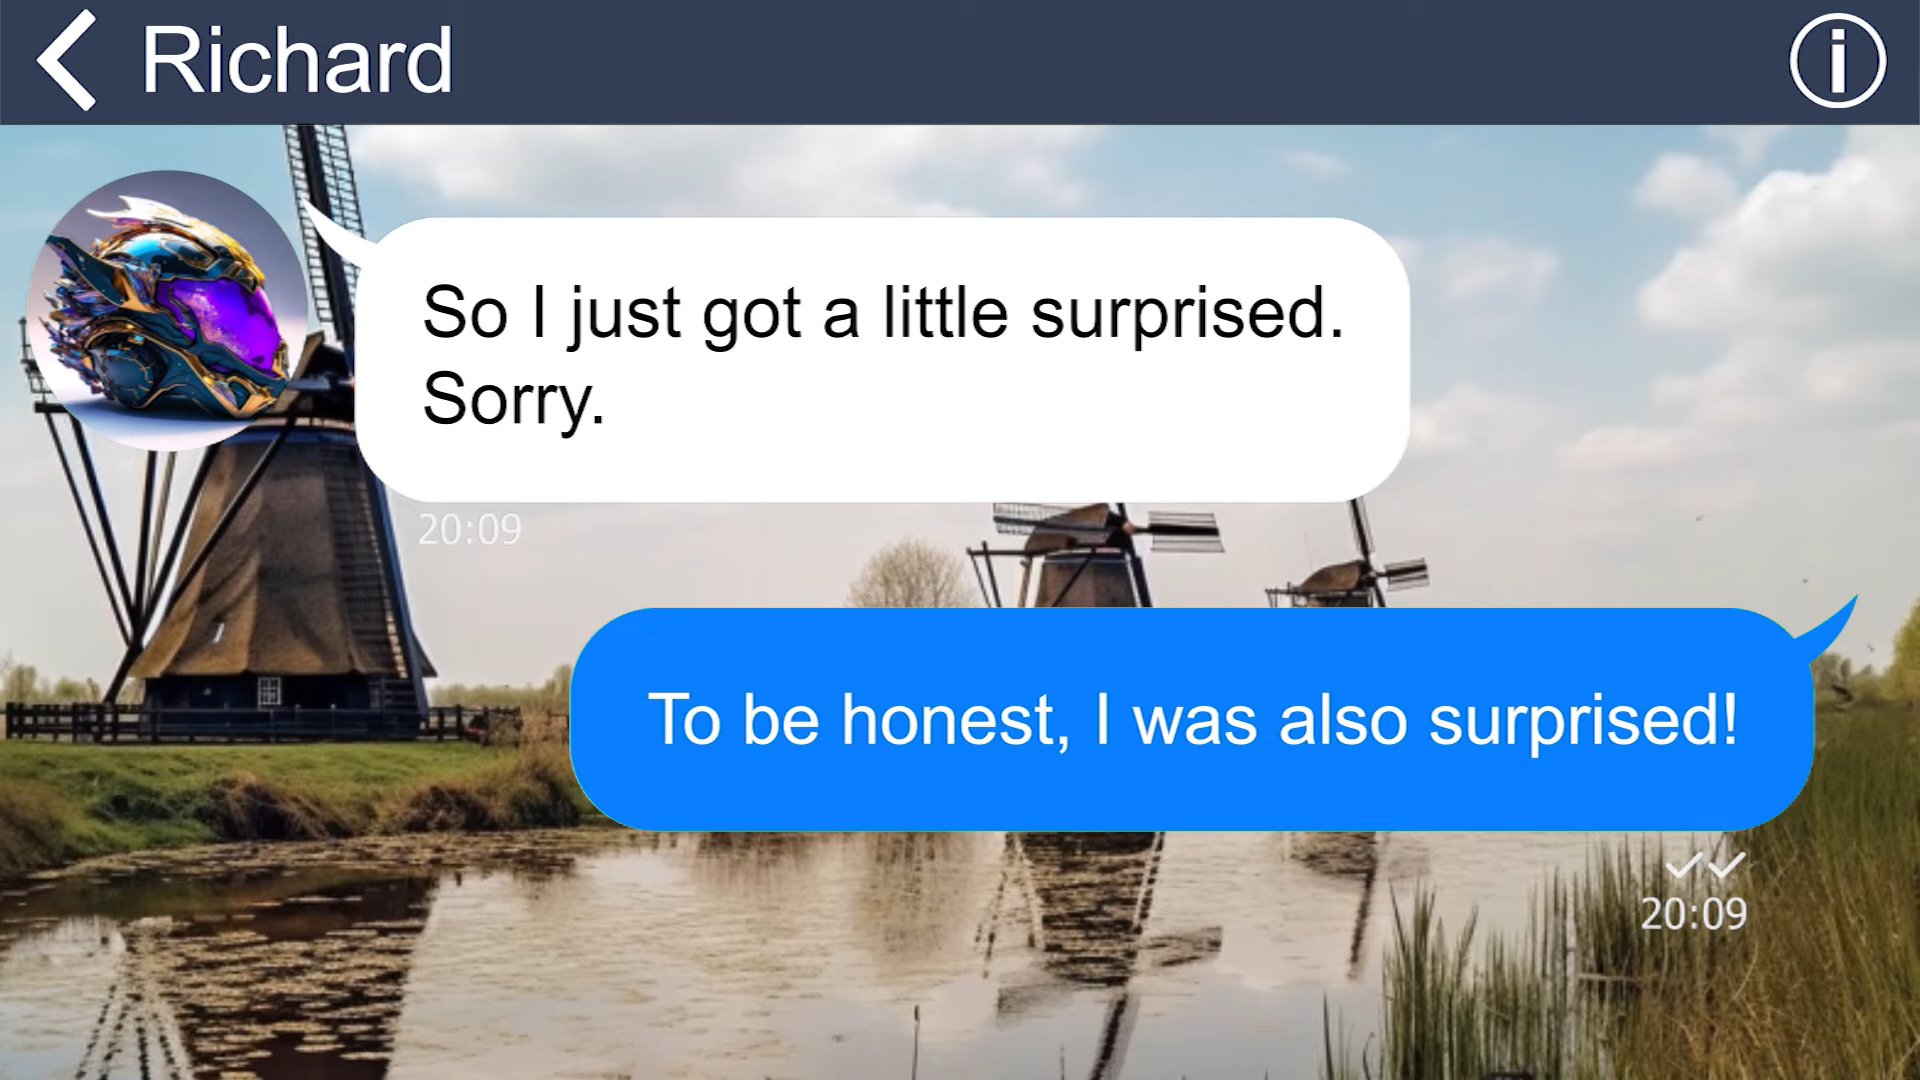 Richard
So I just got a little surprised.
Sorry.
20:09
To be honest, I was also surprised!
20:09